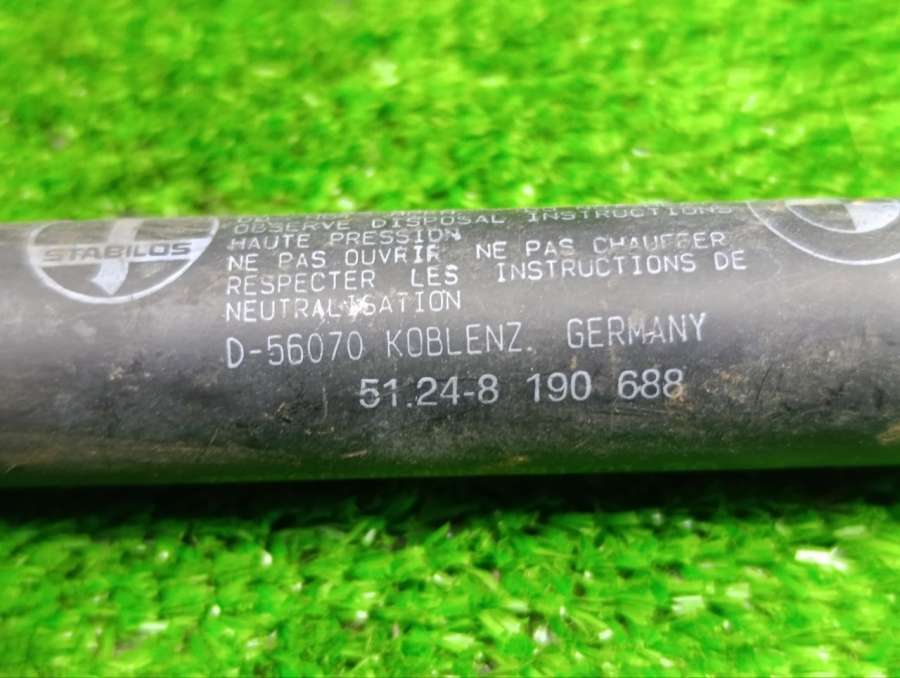 STABILUS
OBSERVE DISPOSAL INSTRUCTIONS
HAUTE PRESSION
NE PAS OUVRIR. NE PAS CHAUFFER
RESPECTER LES INSTRUCTIONS DE
NEUTRALISATION
D-56070 KOBLENZ. GERMANY
51.24-8 190 688